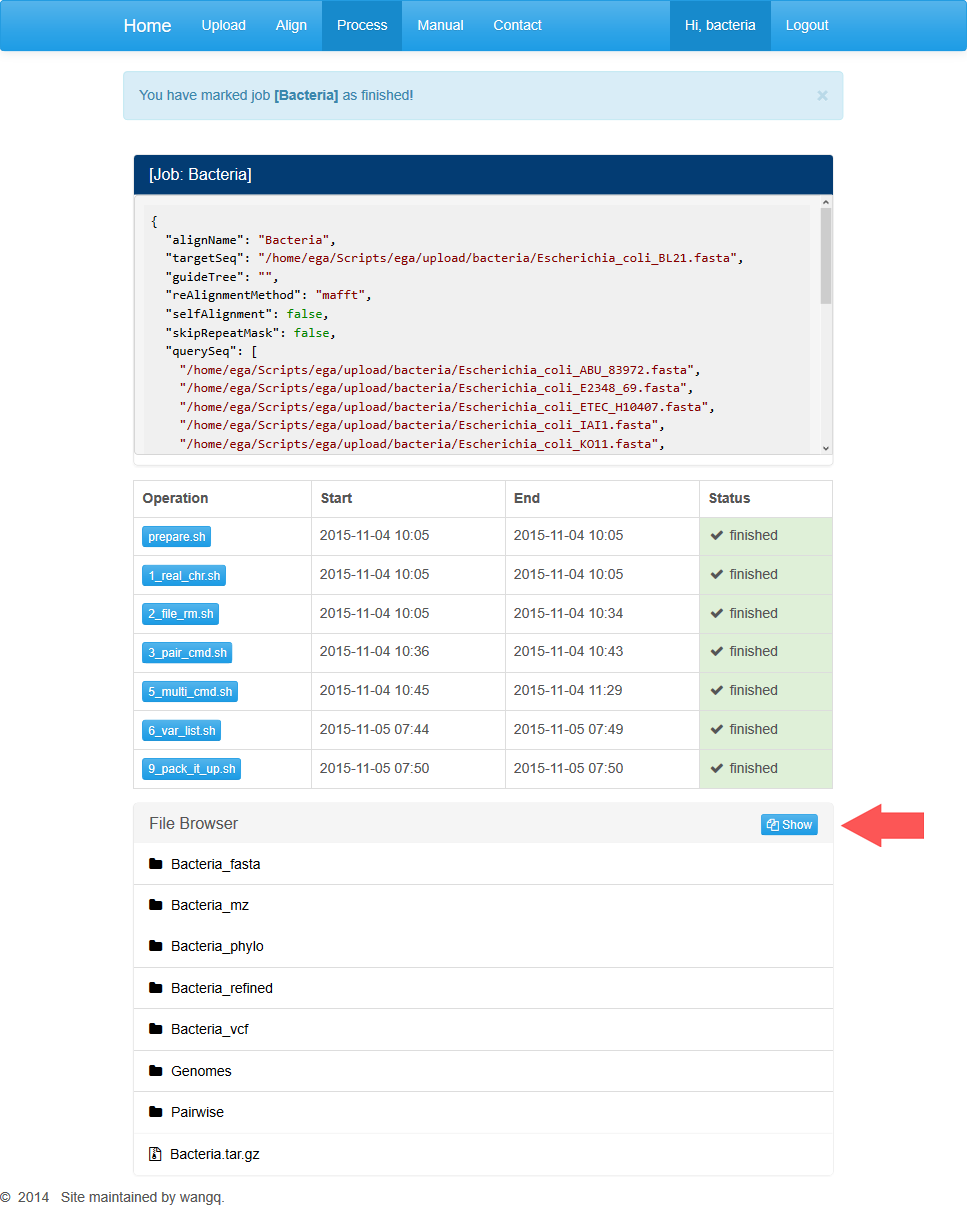 Home Upload Align Process Manual Contact Hi, bacteria Logout
You have marked job [Bacteria] as finished! ×
[Job: Bacteria]
{
"alignName": "Bacteria",
"targetSeq": "/home/ega/Scripts/ega/upload/bacteria/Escherichia_coli_BL21.fasta",
"guideTree": "",
"reAlignmentMethod": "mafft",
"selfAlignment": false,
"skipRepeatMask": false,
"querySeq": [
"/home/ega/Scripts/ega/upload/bacteria/Escherichia_coli_ABU_83972.fasta",
"/home/ega/Scripts/ega/upload/bacteria/Escherichia_coli_E2348_69.fasta",
"/home/ega/Scripts/ega/upload/bacteria/Escherichia_coli_ETEC_H10407.fasta",
"/home/ega/Scripts/ega/upload/bacteria/Escherichia_coli_IAI1.fasta",
"/home/ega/Scripts/ega/upload/bacteria/Escherichia_coli_KO11.fasta",
Operation Start End Status
prepare.sh 2015-11-04 10:05 2015-11-04 10:05 finished
1_real_chr.sh 2015-11-04 10:05 2015-11-04 10:05 finished
2_file_rm.sh 2015-11-04 10:05 2015-11-04 10:34 finished
3_pair_cmd.sh 2015-11-04 10:36 2015-11-04 10:43 finished
5_multi_cmd.sh 2015-11-04 10:45 2015-11-04 11:29 finished
6_var_list.sh 2015-11-05 07:44 2015-11-05 07:49 finished
9_pack_it_up.sh 2015-11-05 07:50 2015-11-05 07:50 finished
File Browser Show
Bacteria_fasta
Bacteria_mz
Bacteria_phylo
Bacteria_refined
Bacteria_vcf
Genomes
Pairwise
Bacteria.tar.gz
© 2014 Site maintained by wangq.